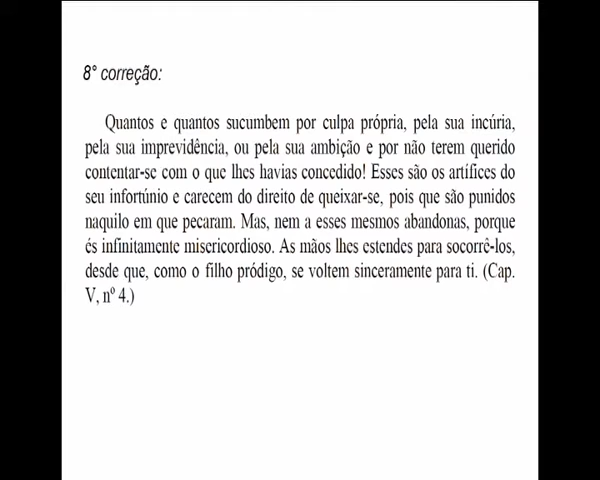 8° correção:
Quantos e quantos sucumbem por culpa própria, pela sua incúria,
pela sua imprevidência, ou pela sua ambição e por não terem querido
contentar-se com o que lhes havias concedido! Esses são os artífices do
seu infortúnio e carecem do direito de queixar-se, pois que são punidos
naquilo em que pecaram. Mas, nem a esses mesmos abandonas, porque
és infinitamente misericordioso. As mãos lhes estendes para socorrê-los,
desde que, como o filho pródigo, se voltem sinceramente para ti. (Cap.
V, nº 4.)